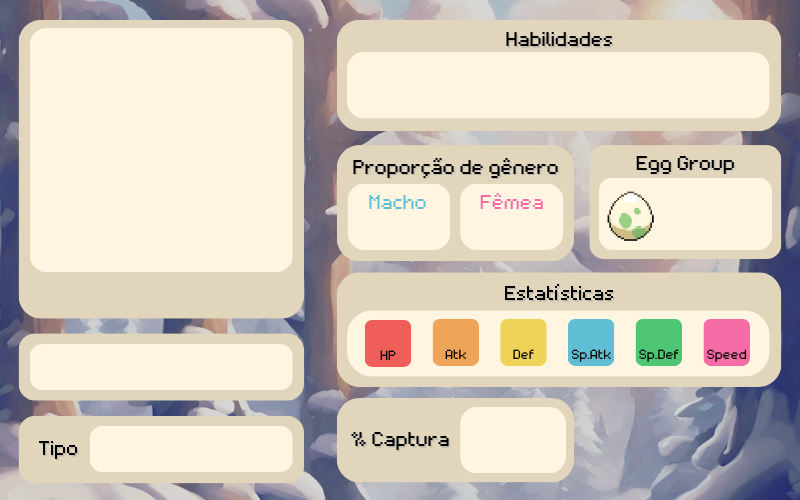 Habilidades
Proporção de gênero
Macho
Fêmea
Egg Group
Estatísticas
HP
Atk
Def
Sp.Atk
Sp.Def
Speed
Tipo
% Captura